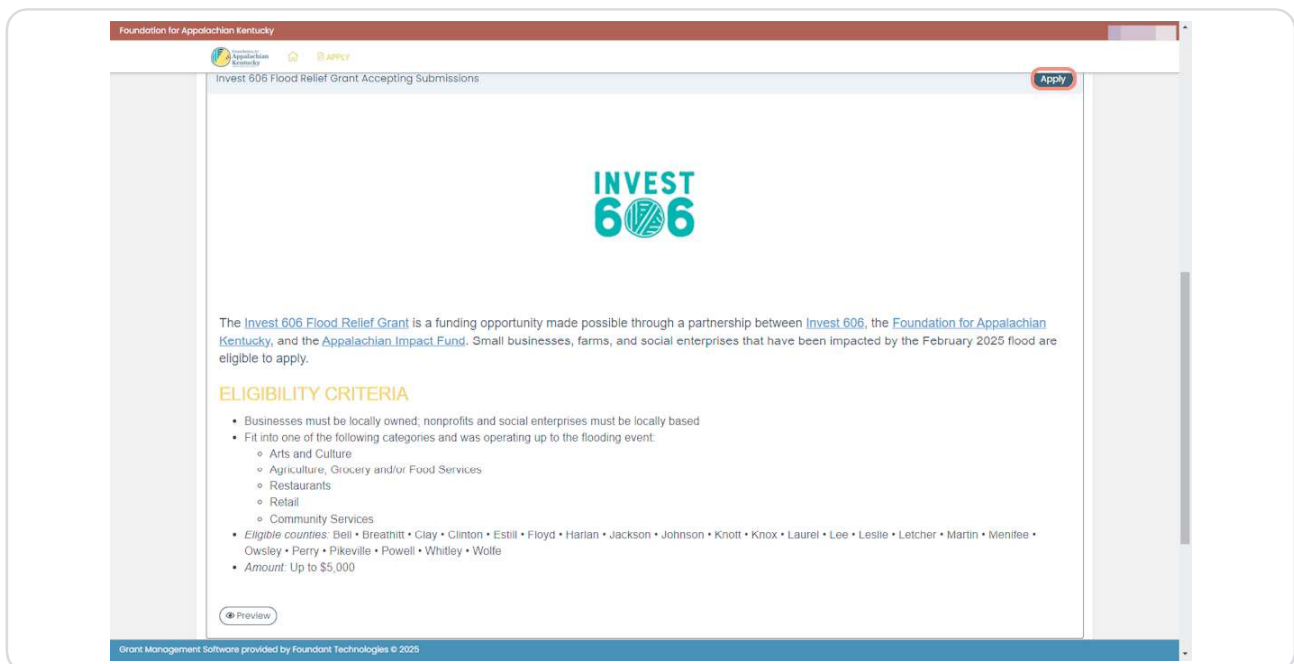 Foundation for Appalachian Kentucky
Foundation for
Appalachian
Kentucky
APPLY
Invest 606 Flood Relief Grant Accepting Submissions
Apply
INVEST
606
The Invest 606 Flood Relief Grant is a funding opportunity made possible through a partnership between Invest 606, the Foundation for Appalachian
Kentucky, and the Appalachian Impact Fund. Small businesses, farms, and social enterprises that have been impacted by the February 2025 flood are
eligible to apply.
ELIGIBILITY CRITERIA
• Businesses must be locally owned; nonprofits and social enterprises must be locally based
• Fit into one of the following categories and was operating up to the flooding event:
◦ Arts and Culture
◦ Agriculture, Grocery and/or Food Services
◦ Restaurants
◦ Retail
◦ Community Services
• Eligible counties: Bell • Breathitt • Clay • Clinton • Estill • Floyd • Harlan • Jackson • Johnson • Knott • Knox • Laurel • Lee • Leslie • Letcher • Martin • Menifee •
Owsley • Perry • Pikeville • Powell • Whitley • Wolfe
• Amount: Up to $5,000
Preview
Grant Management Software provided by Foundant Technologies © 2025